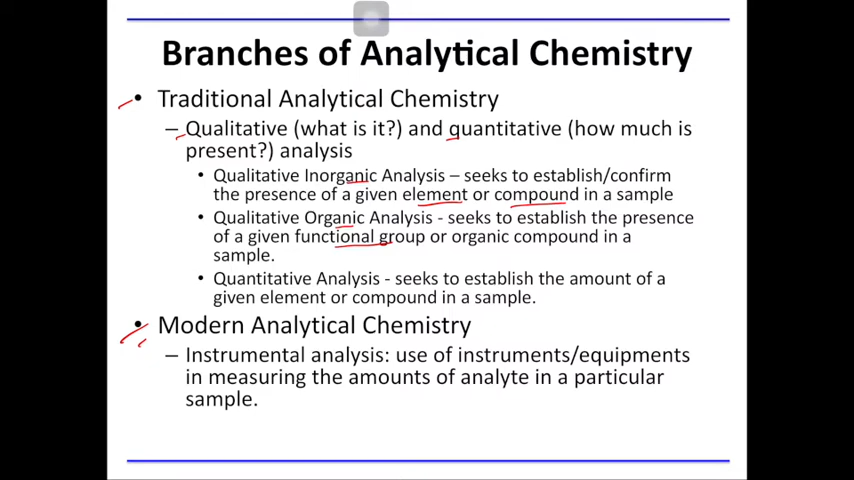 Branches of Analytical Chemistry
• Traditional Analytical Chemistry
– Qualitative (what is it?) and quantitative (how much is
present?) analysis
• Qualitative Inorganic Analysis – seeks to establish/confirm
the presence of a given element or compound in a sample
• Qualitative Organic Analysis - seeks to establish the presence
of a given functional group or organic compound in a
sample.
• Quantitative Analysis - seeks to establish the amount of a
given element or compound in a sample.
• Modern Analytical Chemistry
– Instrumental analysis: use of instruments/equipments
in measuring the amounts of analyte in a particular
sample.